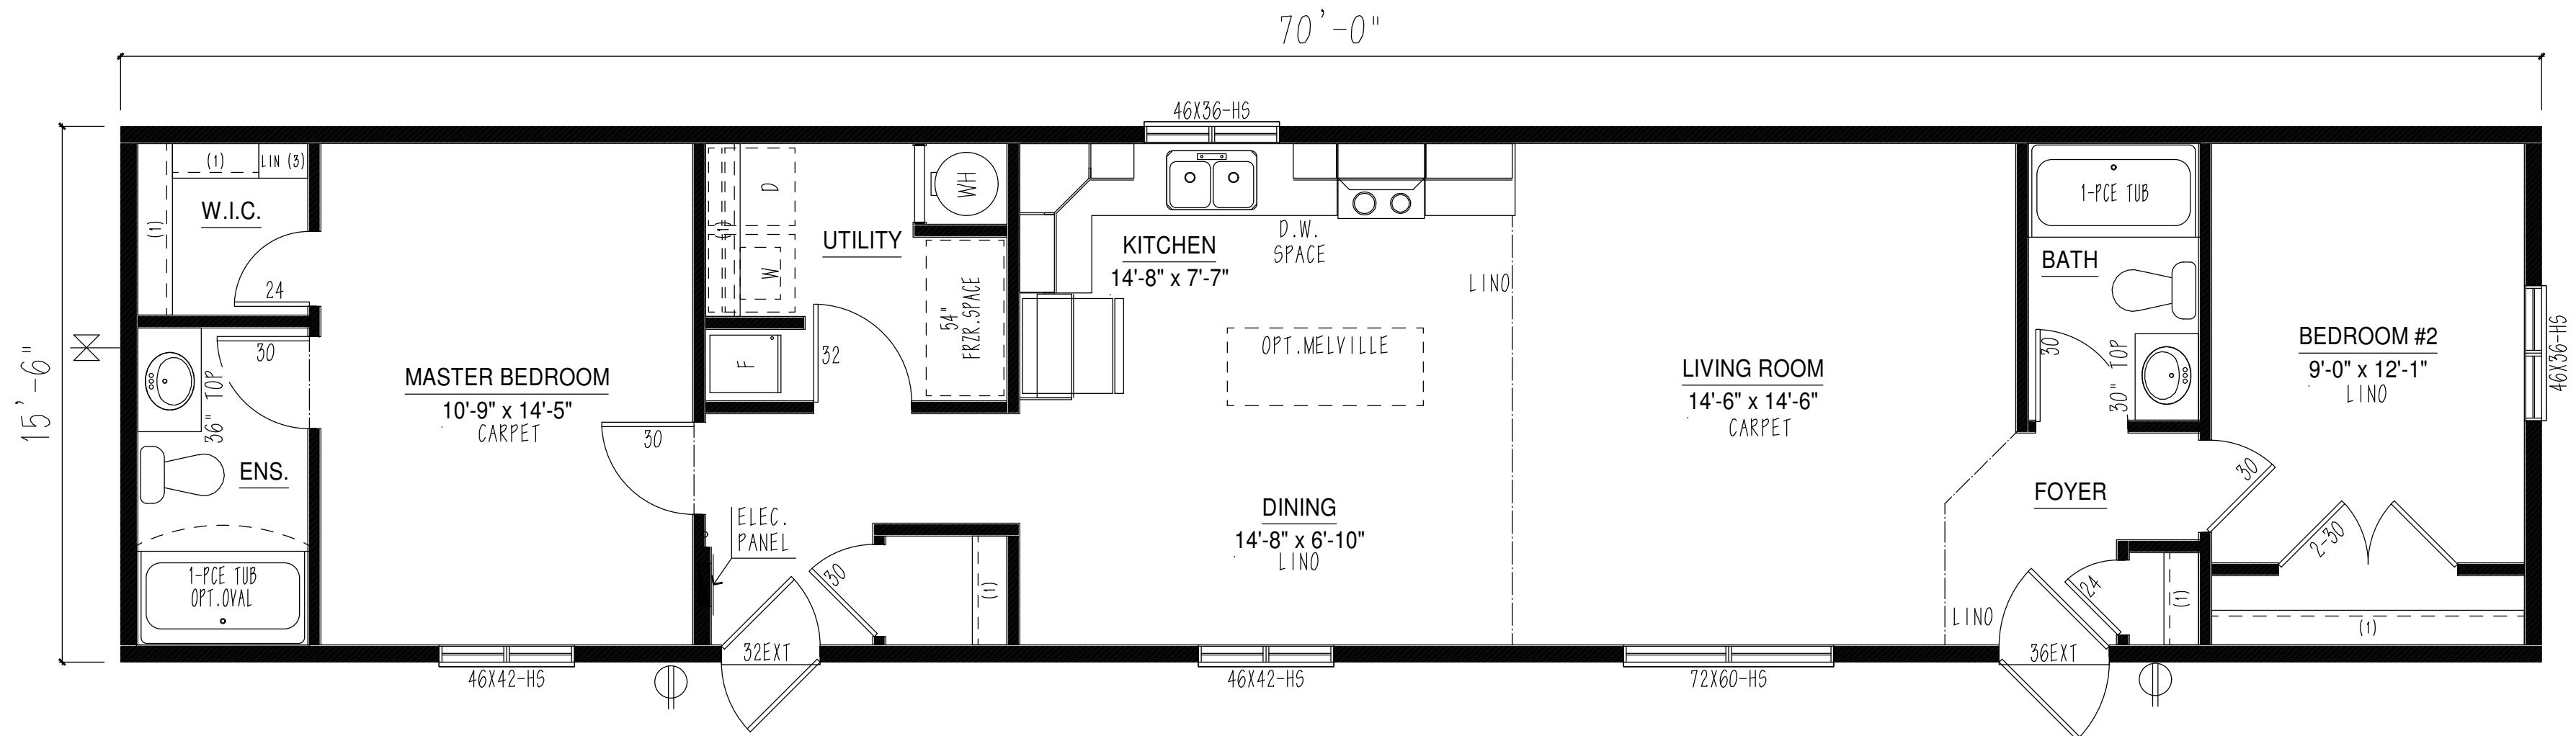 70'-0"
15'-6"
46X36-HS
(1)
LIN (3)
W.I.C.
(1)
24
30
36" TOP
ENS.
1-PCE TUB
OPT.OVAL
MASTER BEDROOM
10'-9" x 14'-5"
CARPET
30
46X42-HS
(1)
D
W
UTILITY
WH
F
32
54"
FRZR.SPACE
ELEC.
PANEL
30
(1)
32EXT
KITCHEN
14'-8" x 7'-7"
D.W.
SPACE
LINO
OPT.MELVILLE
DINING
14'-8" x 6'-10"
LINO
46X42-HS
LIVING ROOM
14'-6" x 14'-6"
CARPET
72X60-HS
1-PCE TUB
BATH
30
30" TOP
FOYER
30
24
(1)
LINO
36EXT
BEDROOM #2
9'-0" x 12'-1"
LINO
2-30
(1)
46X36-HS